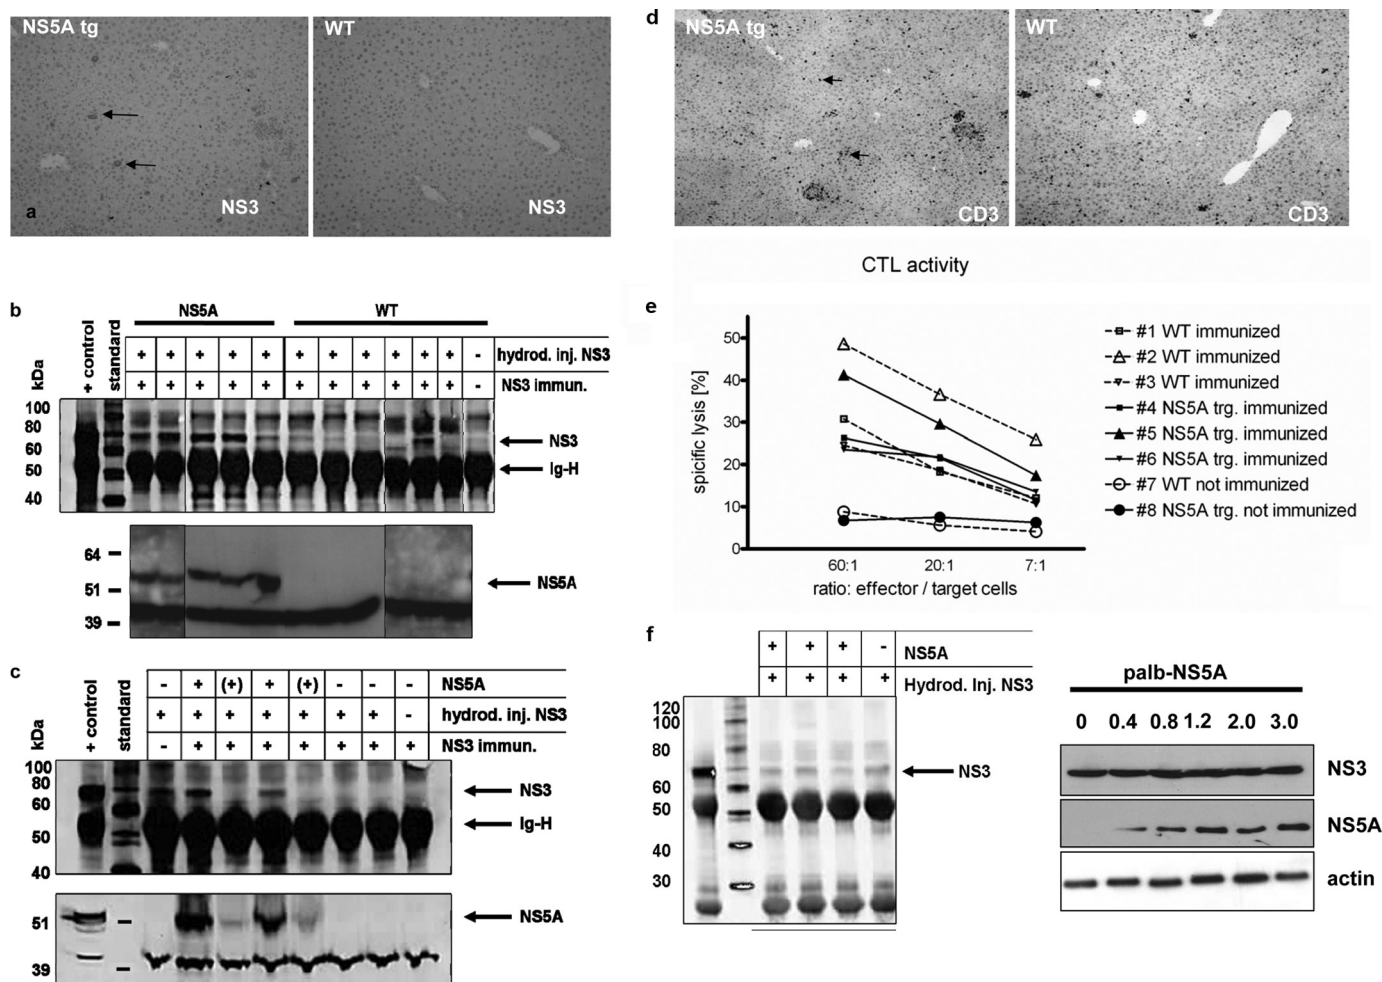 NS5A tg
WT
NS3
NS3
a
b
NS5A
WT
kDa
+ control
standard
+ + + + + + + + + + + - hydrod. inj. NS3
+ + + + + + + + + + + - NS3 immun.
100
80
60
50
40
NS3
Ig-H
64
51
39
NS5A
c
kDa
+ control
standard
- + (+) + (+) - - - NS5A
+ + + + + + + - hydrod. inj. NS3
- + + + + + + + NS3 immun.
100
80
60
50
40
NS3
Ig-H
51
39
NS5A
d
NS5A tg
WT
CD3
CD3
CTL activity
e
spicific lysis [%]
50
40
30
20
10
0
60:1 20:1 7:1
ratio: effector / target cells
#1 WT immunized
#2 WT immunized
#3 WT immunized
#4 NS5A trg. immunized
#5 NS5A trg. immunized
#6 NS5A trg. immunized
#7 WT not immunized
#8 NS5A trg. not immunized
f
+ + + - NS5A
+ + + + Hydrod. Inj. NS3
120
100
80
60
50
40
30
NS3
palb-NS5A
0 0.4 0.8 1.2 2.0 3.0
NS3
NS5A
actin